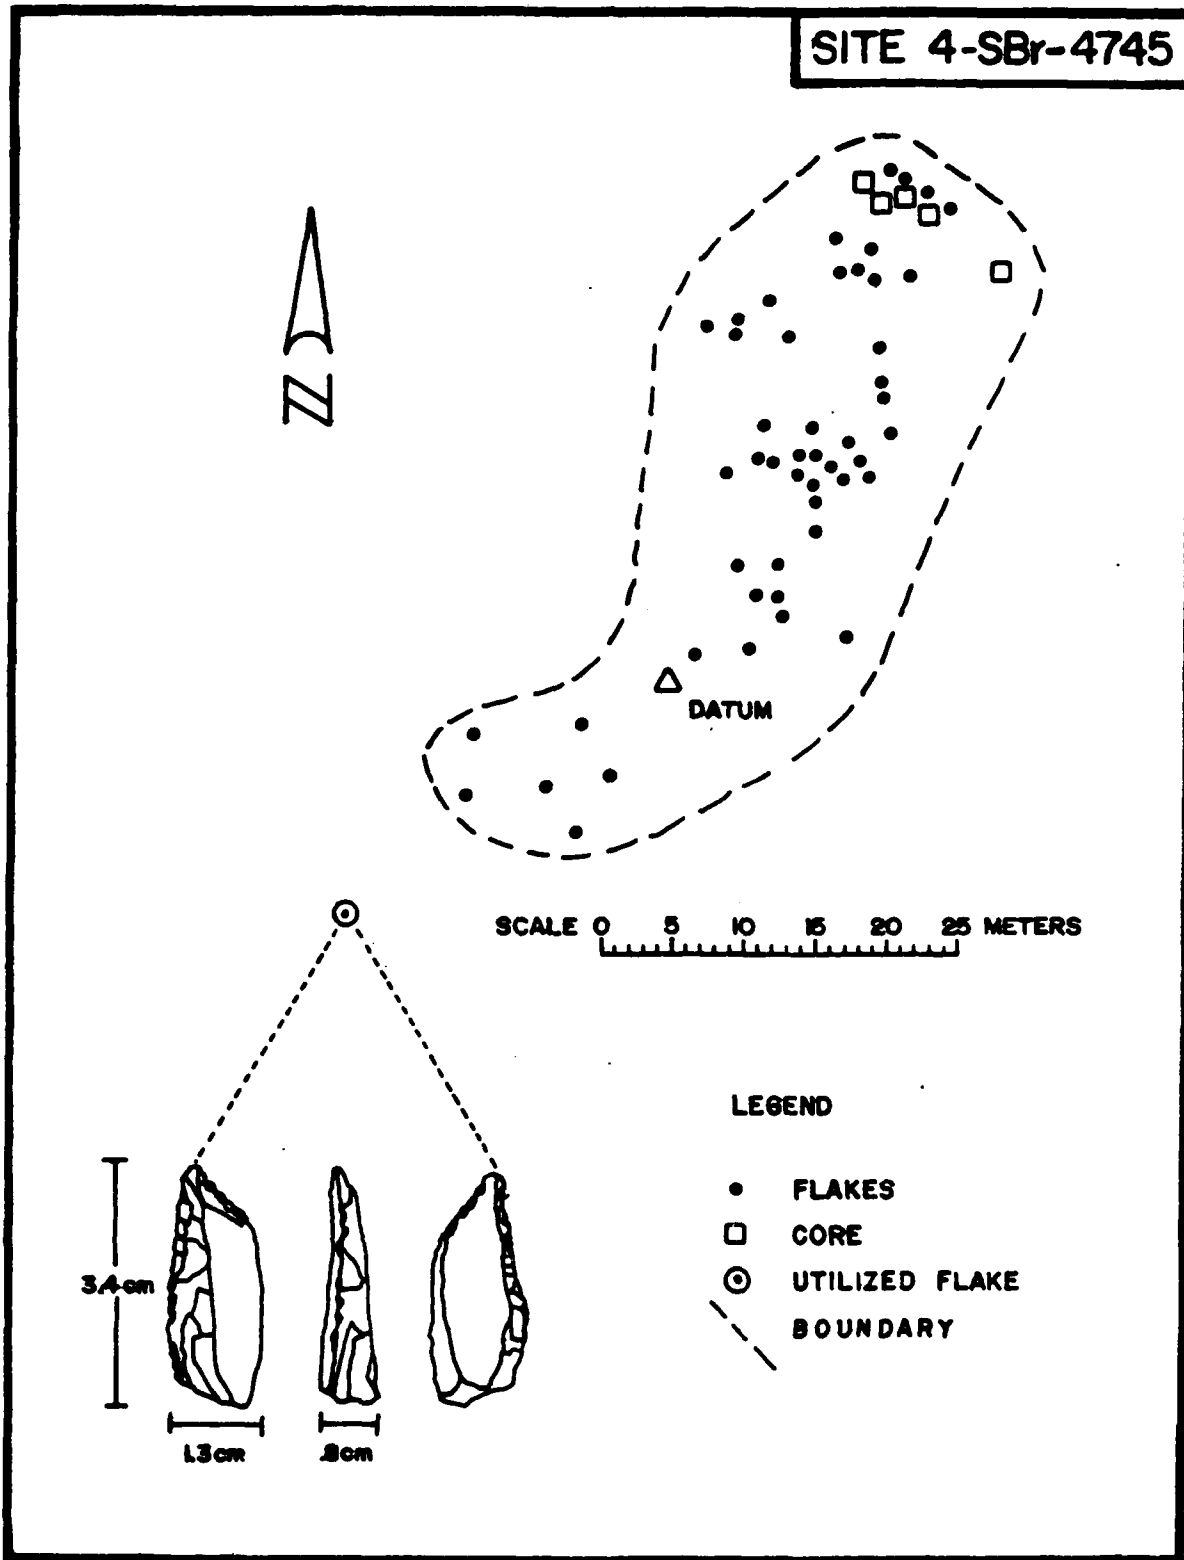 SITE 4-SBr-4745
N
DATUM
SCALE 0 5 10 15 20 25 METERS
LEGEND
FLAKES
CORE
UTILIZED FLAKE
BOUNDARY
3.4cm
1.3cm
.8cm